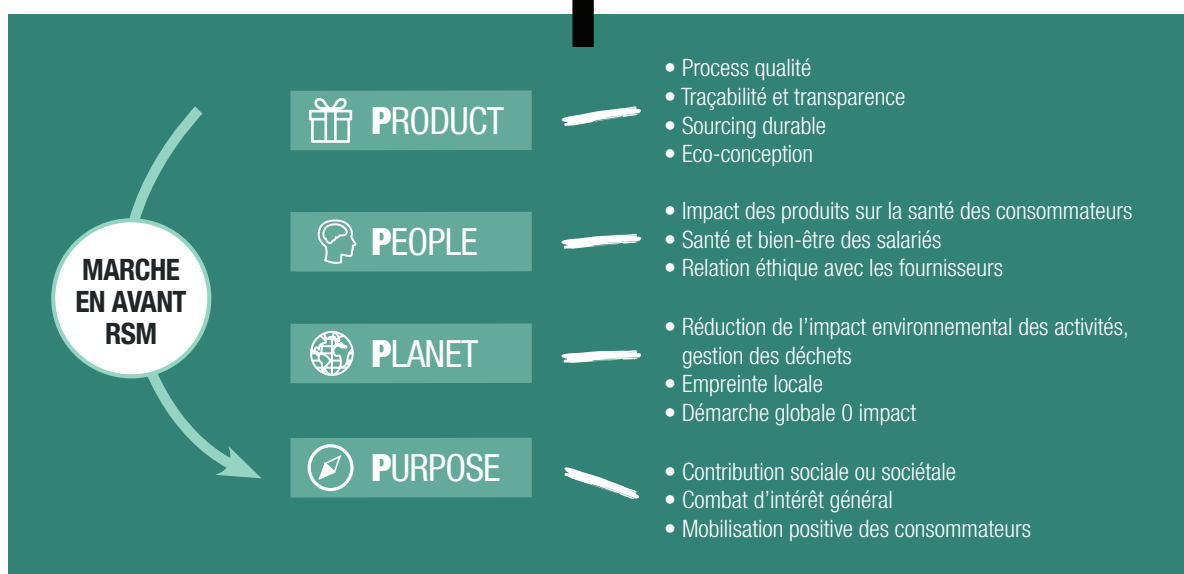 MARCHE
EN AVANT
RSM
PRODUCT
• Process qualité
• Traçabilité et transparence
• Sourcing durable
• Eco-conception
PEOPLE
• Impact des produits sur la santé des consommateurs
• Santé et bien-être des salariés
• Relation éthique avec les fournisseurs
PLANET
• Réduction de l'impact environnemental des activités,
gestion des déchets
• Empreinte locale
• Démarche globale 0 impact
PURPOSE
• Contribution sociale ou sociétale
• Combat d'intérêt général
• Mobilisation positive des consommateurs